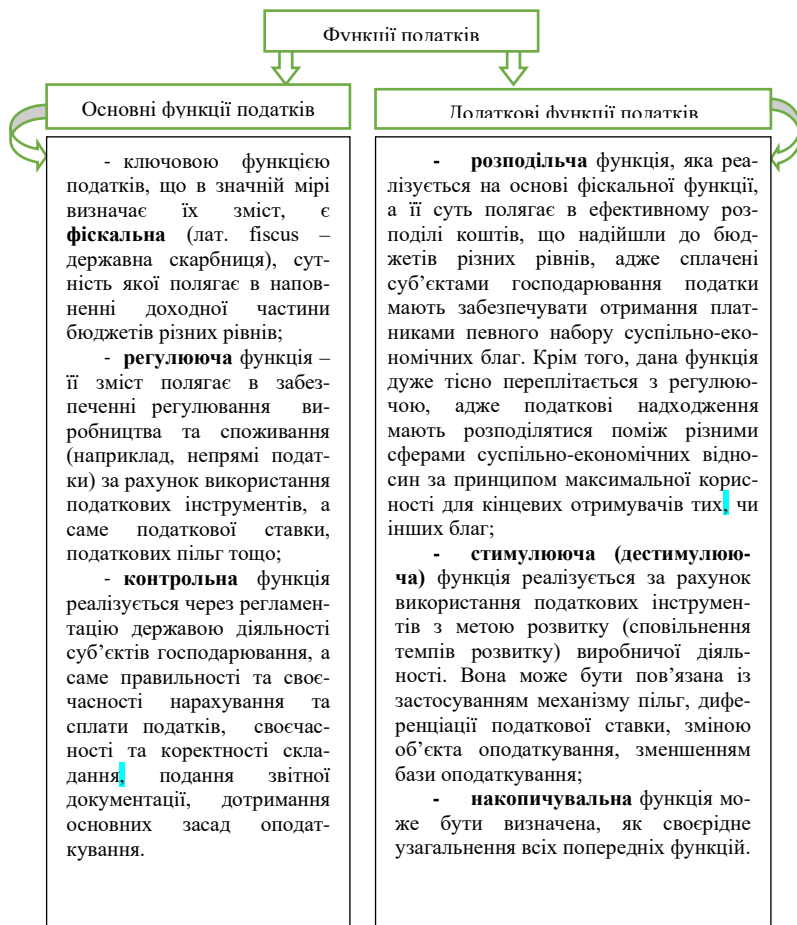 Функції податків
Основні функції податків
Додаткові функції податків
- ключовою функцією
податків, що в значній мірі
визначає їх зміст, є
фіскальна (лат. fiscus –
державна скарбниця), сут-
ність якої полягає в напов-
ненні доходної частини
бюджетів різних рівнів;
- регулююча функція –
її зміст полягає в забез-
печенні регулювання ви-
робництва та споживання
(наприклад, непрямі подат-
ки) за рахунок використання
податкових інструментів, а
саме податкової ставки,
податкових пільг тощо;
- контрольна функція
реалізується через регламен-
тацію державою діяльності
суб’єктів господарювання, а
саме правильності та своє-
часності нарахування та
сплати податків, своєчас-
ності та коректності скла-
дання, подання звітної
документації, дотримання
основних засад оподат-
кування.
- розподільча функція, яка реа-
лізується на основі фіскальної функції,
а її суть полягає в ефективному роз-
поділі коштів, що надійшли до бюд-
жетів різних рівнів, адже сплачені
суб’єктами господарювання податки
мають забезпечувати отримання плат-
никами певного набору суспільно-еко-
номічних благ. Крім того, дана функція
дуже тісно переплітається з регулюю-
чою, адже податкові надходження
мають розподілятися поміж різними
сферами суспільно-економічних відно-
син за принципом максимальної корис-
ності для кінцевих отримувачів тих, чи
інших благ;
- стимулююча (дестимулюю-
ча) функція реалізується за рахунок
використання податкових інструмен-
тів з метою розвитку (сповільнення
темпів розвитку) виробничої діяль-
ності. Вона може бути пов’язана із
застосуванням механізму пільг, дифе-
ренціації податкової ставки, зміною
об’єкта оподаткування, зменшенням
бази оподаткування;
- накопичувальна функція мо-
же бути визначена, як своєрідне
узагальнення всіх попередніх функцій.